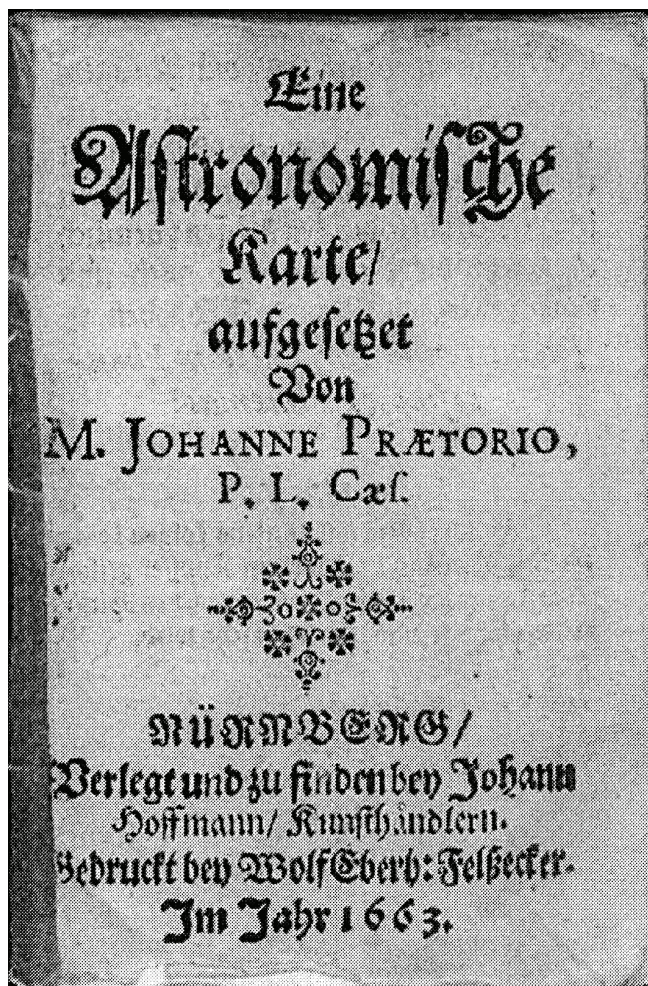 Eine
Aſtronomiſche
Karte/
aufgeſetzet
Von
M. JOHANNE PRÆTORIO,
P. L. Cæſ.
NÜRNBERG/
Verlegt und zu finden bey Johann
Hoffmann/ Kunſthåndlern.
Gedruckt bey Wolf Eberh: Felßecker.
Im Jahr 1663.